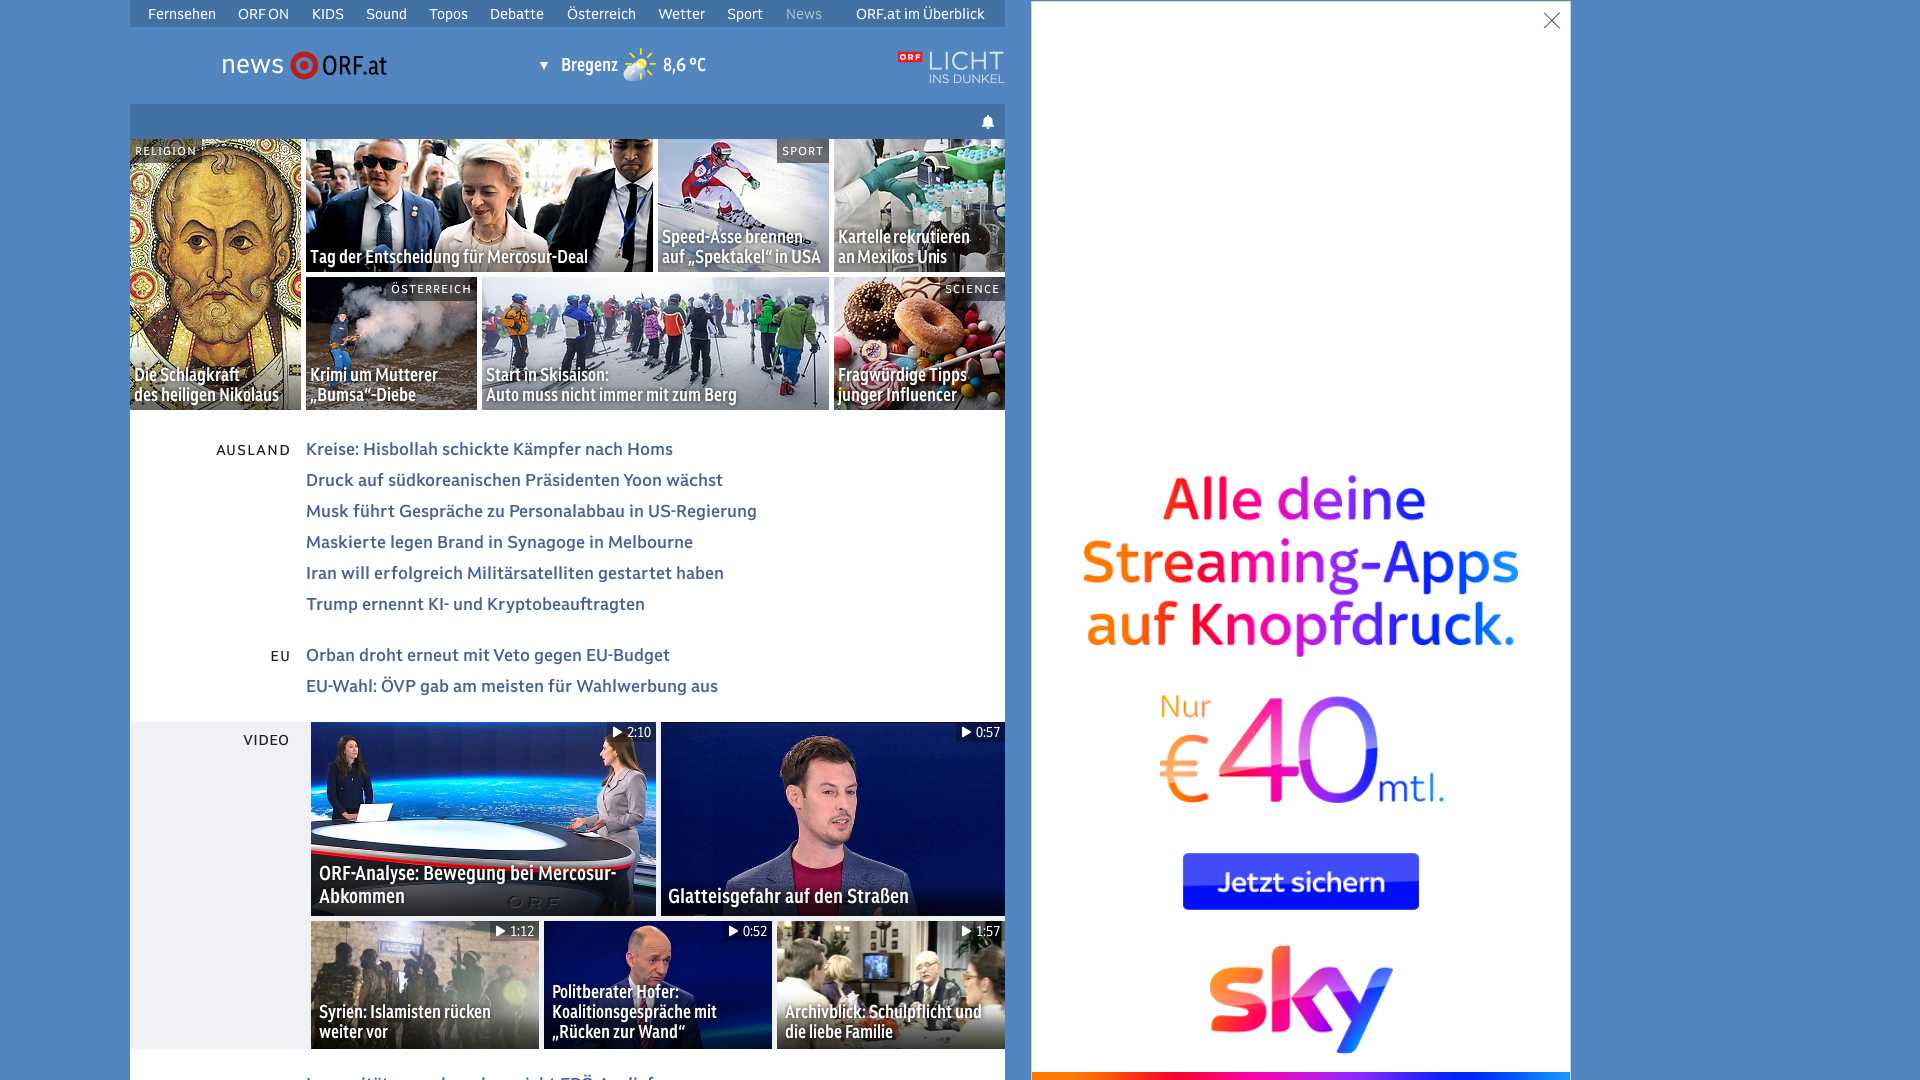 Fernsehen ORF ON KIDS Sound Topos Debatte Österreich Wetter Sport News ORF.at im Überblick
news ORF.at
Bregenz 8,6 °C
ORF LICHT
INS DUNKEL
RELIGION
Die Schlagkraft
des heiligen Nikolaus
Tag der Entscheidung für Mercosur-Deal
SPORT
Speed-Asse brennen
auf „Spektakel“ in USA
Kartelle rekrutieren
an Mexikos Unis
ÖSTERREICH
Krimi um Mutterer
„Bumsa“-Diebe
Start in Skisaison:
Auto muss nicht immer mit zum Berg
SCIENCE
Fragwürdige Tipps
junger Influencer
AUSLAND
Kreise: Hisbollah schickte Kämpfer nach Homs
Druck auf südkoreanischen Präsidenten Yoon wächst
Musk führt Gespräche zu Personalabbau in US-Regierung
Maskierte legen Brand in Synagoge in Melbourne
Iran will erfolgreich Militärsatelliten gestartet haben
Trump ernennt KI- und Kryptobeauftragten
EU
Orban droht erneut mit Veto gegen EU-Budget
EU-Wahl: ÖVP gab am meisten für Wahlwerbung aus
VIDEO
2:10
ORF-Analyse: Bewegung bei Mercosur-
Abkommen
ORF
0:57
Glatteisgefahr auf den Straßen
1:12
Syrien: Islamisten rücken
weiter vor
0:52
Politberater Hofer:
Koalitionsgespräche mit
„Rücken zur Wand“
1:57
Archivblick: Schulpflicht und
die liebe Familie
Alle deine
Streaming-Apps
auf Knopfdruck.
Nur
€ 40 mtl.
Jetzt sichern
sky